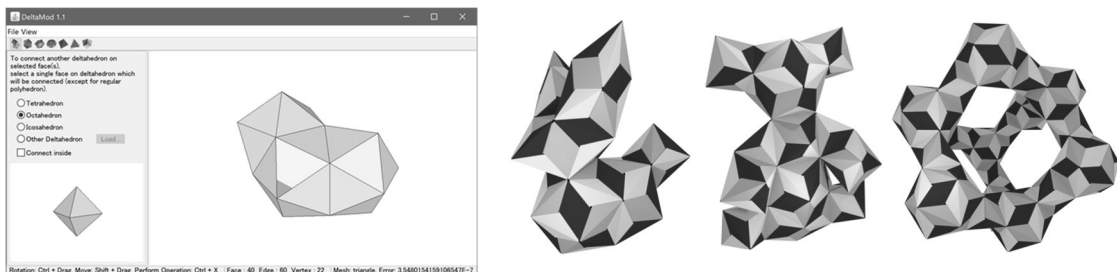 DeltaMod 1.1
File View
To connect another deltahedron on
selected face(s),
select a single face on deltahedron which
will be connected (except for regular
polyhedron).
Tetrahedron
Octahedron
Icosahedron
Other Deltahedron Load...
Connect inside
Rotation: Ctrl + Drag, Move: Shift + Drag, Perform Operation: Ctrl + X Face : 40 Edge : 60 Vertex : 22 Mesh: triangle, Error: 3.5480154159106547E-7